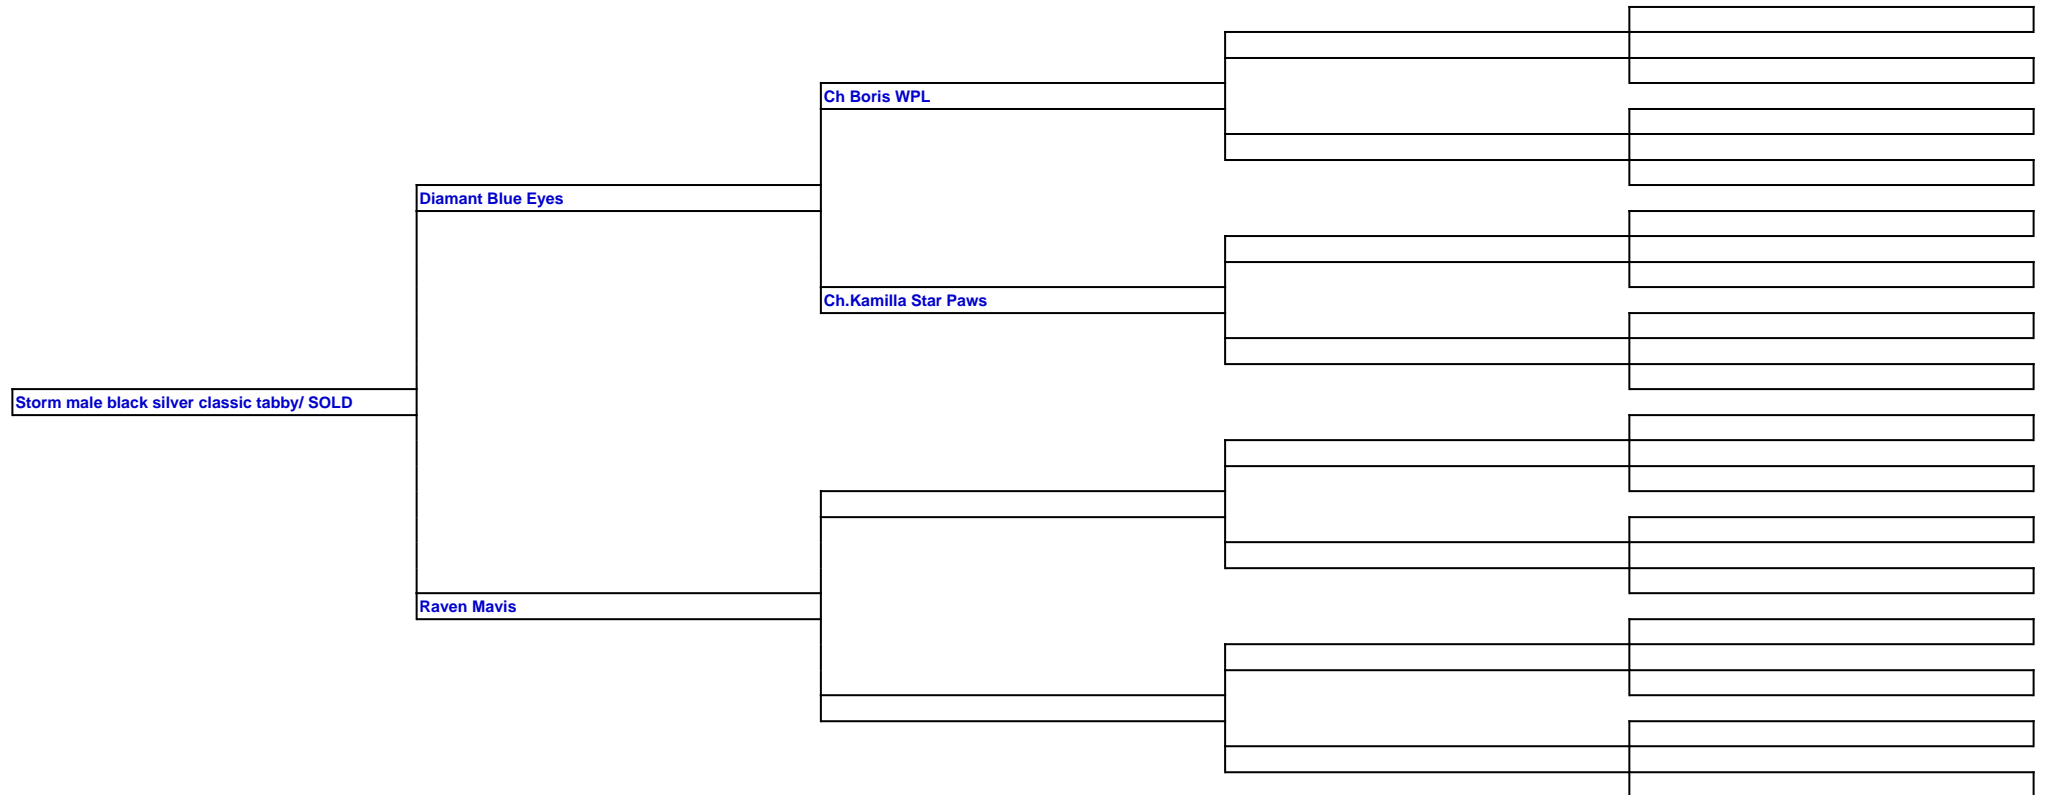 Ch Boris WPL
Diamant Blue Eyes
Ch.Kamilla Star Paws
Storm male black silver classic tabby/ SOLD
Raven Mavis